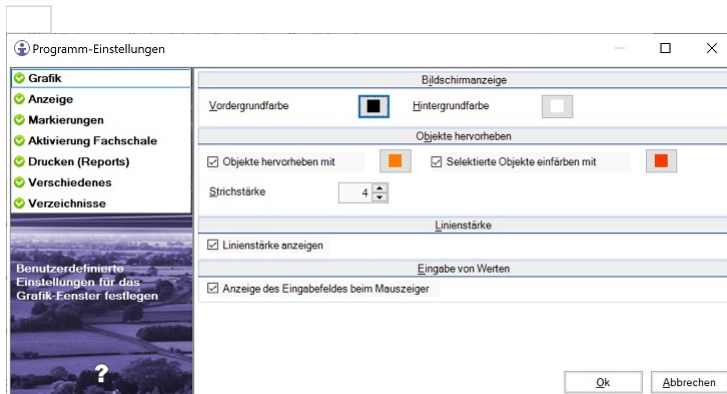 Programm-Einstellungen
Grafik
Anzeige
Markierungen
Aktivierung Fachschale
Drucken (Reports)
Verschiedenes
Verzeichnisse
Benutzerdefinierte
Einstellungen für das
Grafik-Fenster festlegen
?
Bildschirmanzeige
Vordergrundfarbe Hintergrundfarbe
Objekte hervorheben
Objekte hervorheben mit Selektierte Objekte einfärben mit
Strichstärke 4
Linienstärke
Linienstärke anzeigen
Eingabe von Werten
Anzeige des Eingabefeldes beim Mauszeiger
Ok Abbrechen